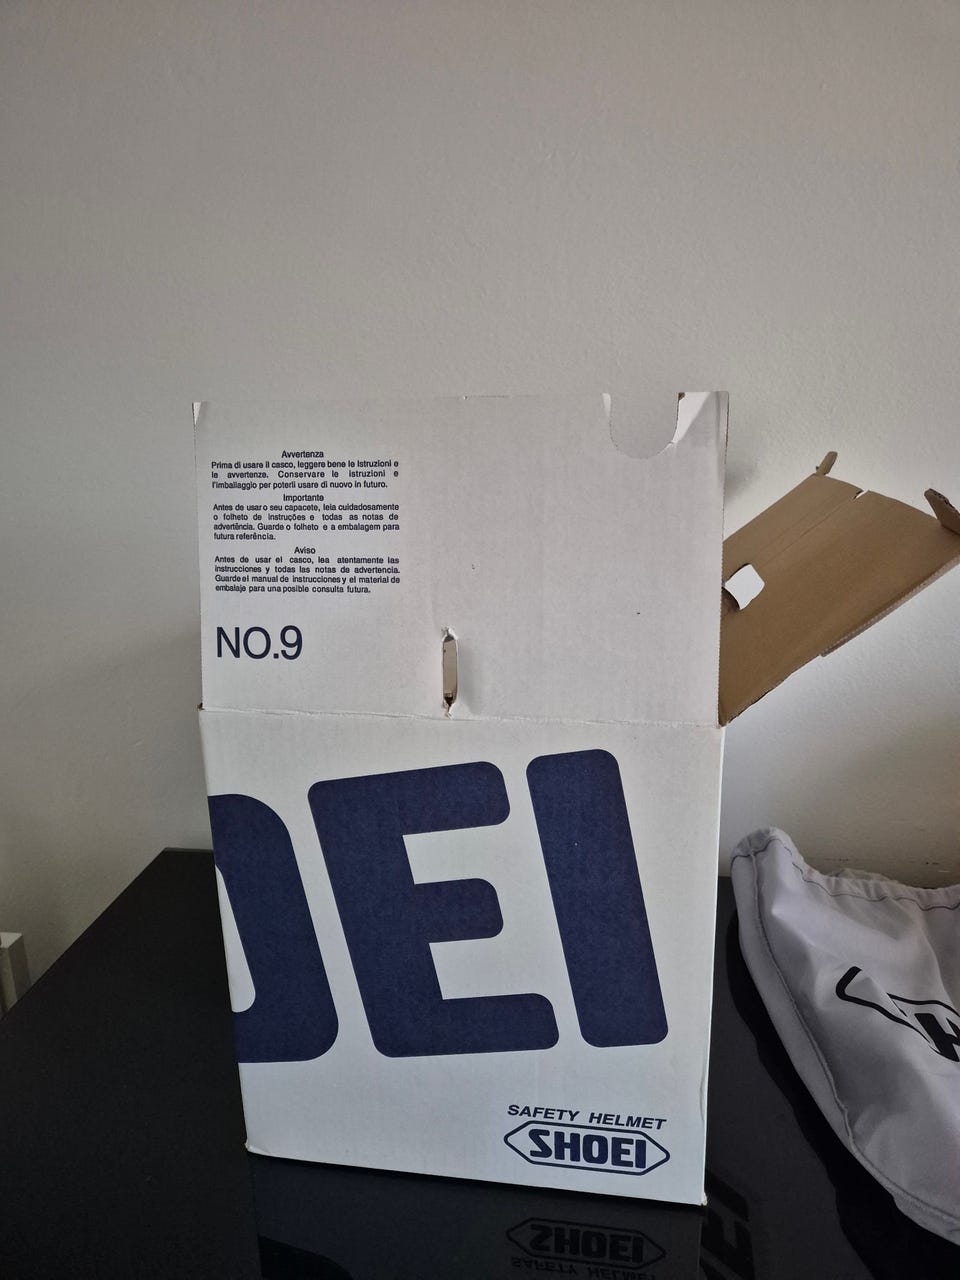 Avvertenza
Prima di usare il casco, leggere bene le istruzioni e
le avvertenze. Conservare le istruzioni e
l'imballaggio per poterli usare di nuovo in futuro.
Importante
Antes de usar o seu capacete, leia cuidadosamente
o folheto de instruções e todas as notas de
advertência. Guarde o folheto e a embalagem para
futura referência.
Aviso
Antes de usar el casco, lea atentamente las
instrucciones y todas las notas de advertencia.
Guarde el manual de instrucciones y el material de
embalaje para una posible consulta futura.
NO.9
OEI
SAFETY HELMET
SHOEI